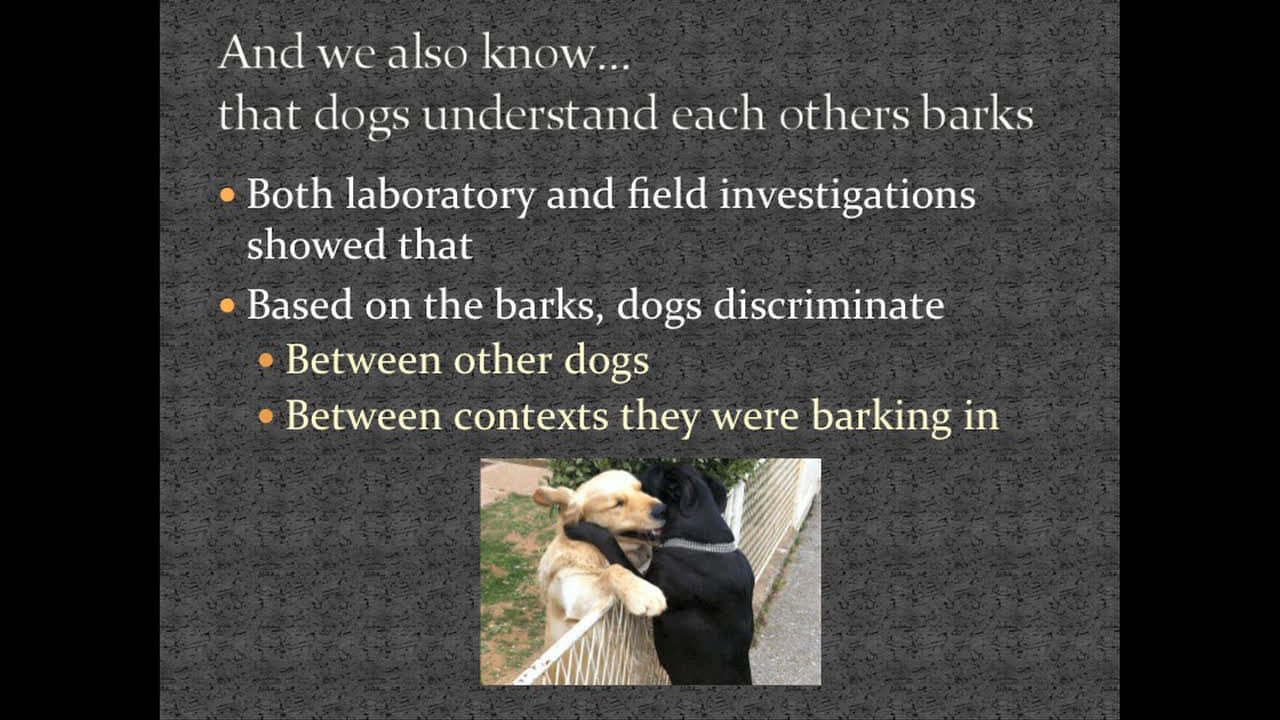 And we also know...
that dogs understand each others barks
• Both laboratory and field investigations
showed that
• Based on the barks, dogs discriminate
• Between other dogs
• Between contexts they were barking in